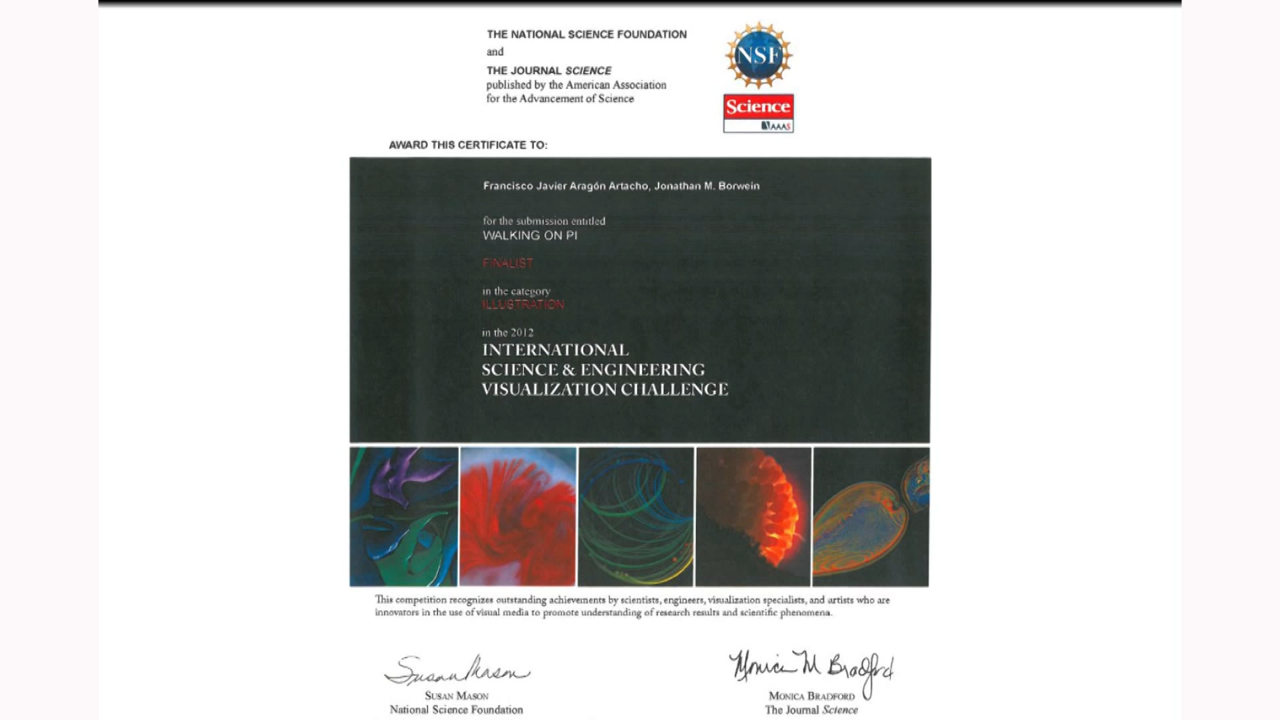 THE NATIONAL SCIENCE FOUNDATION
and
THE JOURNAL SCIENCE
published by the American Association
for the Advancement of Science
NSF
Science
AAAS
AWARD THIS CERTIFICATE TO:
Francisco Javier Aragón Artacho, Jonathan M. Borwein
for the submission entitled
WALKING ON PI
FINALIST
in the category
ILLUSTRATION
in the 2012
INTERNATIONAL
SCIENCE & ENGINEERING
VISUALIZATION CHALLENGE
This competition recognizes outstanding achievements by scientists, engineers, visualization specialists, and artists who are
innovators in the use of visual media to promote understanding of research results and scientific phenomena.
Susan Mason
SUSAN MASON
National Science Foundation
Monica M Bradford
MONICA BRADFORD
The Journal Science